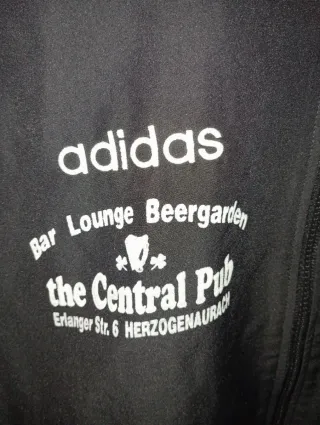 adidas
Bar Lounge Beergarden
the Central Pub
Erlanger Str. 6 HERZOGENAURACH